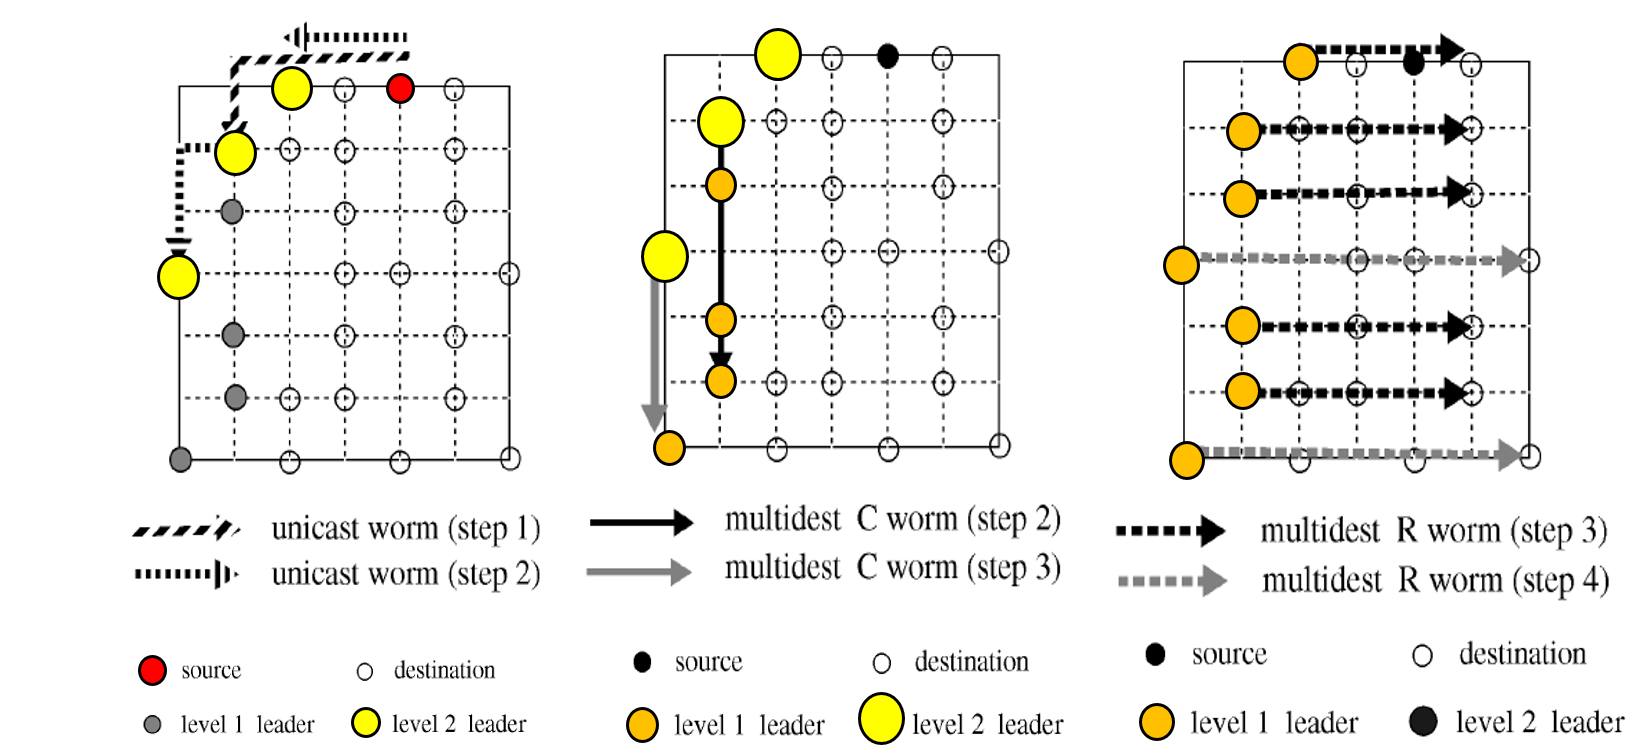 unicast worm (step 1)
unicast worm (step 2)
source
destination
level 1 leader
level 2 leader
multidest C worm (step 2)
multidest C worm (step 3)
source
destination
level 1 leader
level 2 leader
multidest R worm (step 3)
multidest R worm (step 4)
source
destination
level 1 leader
level 2 leader